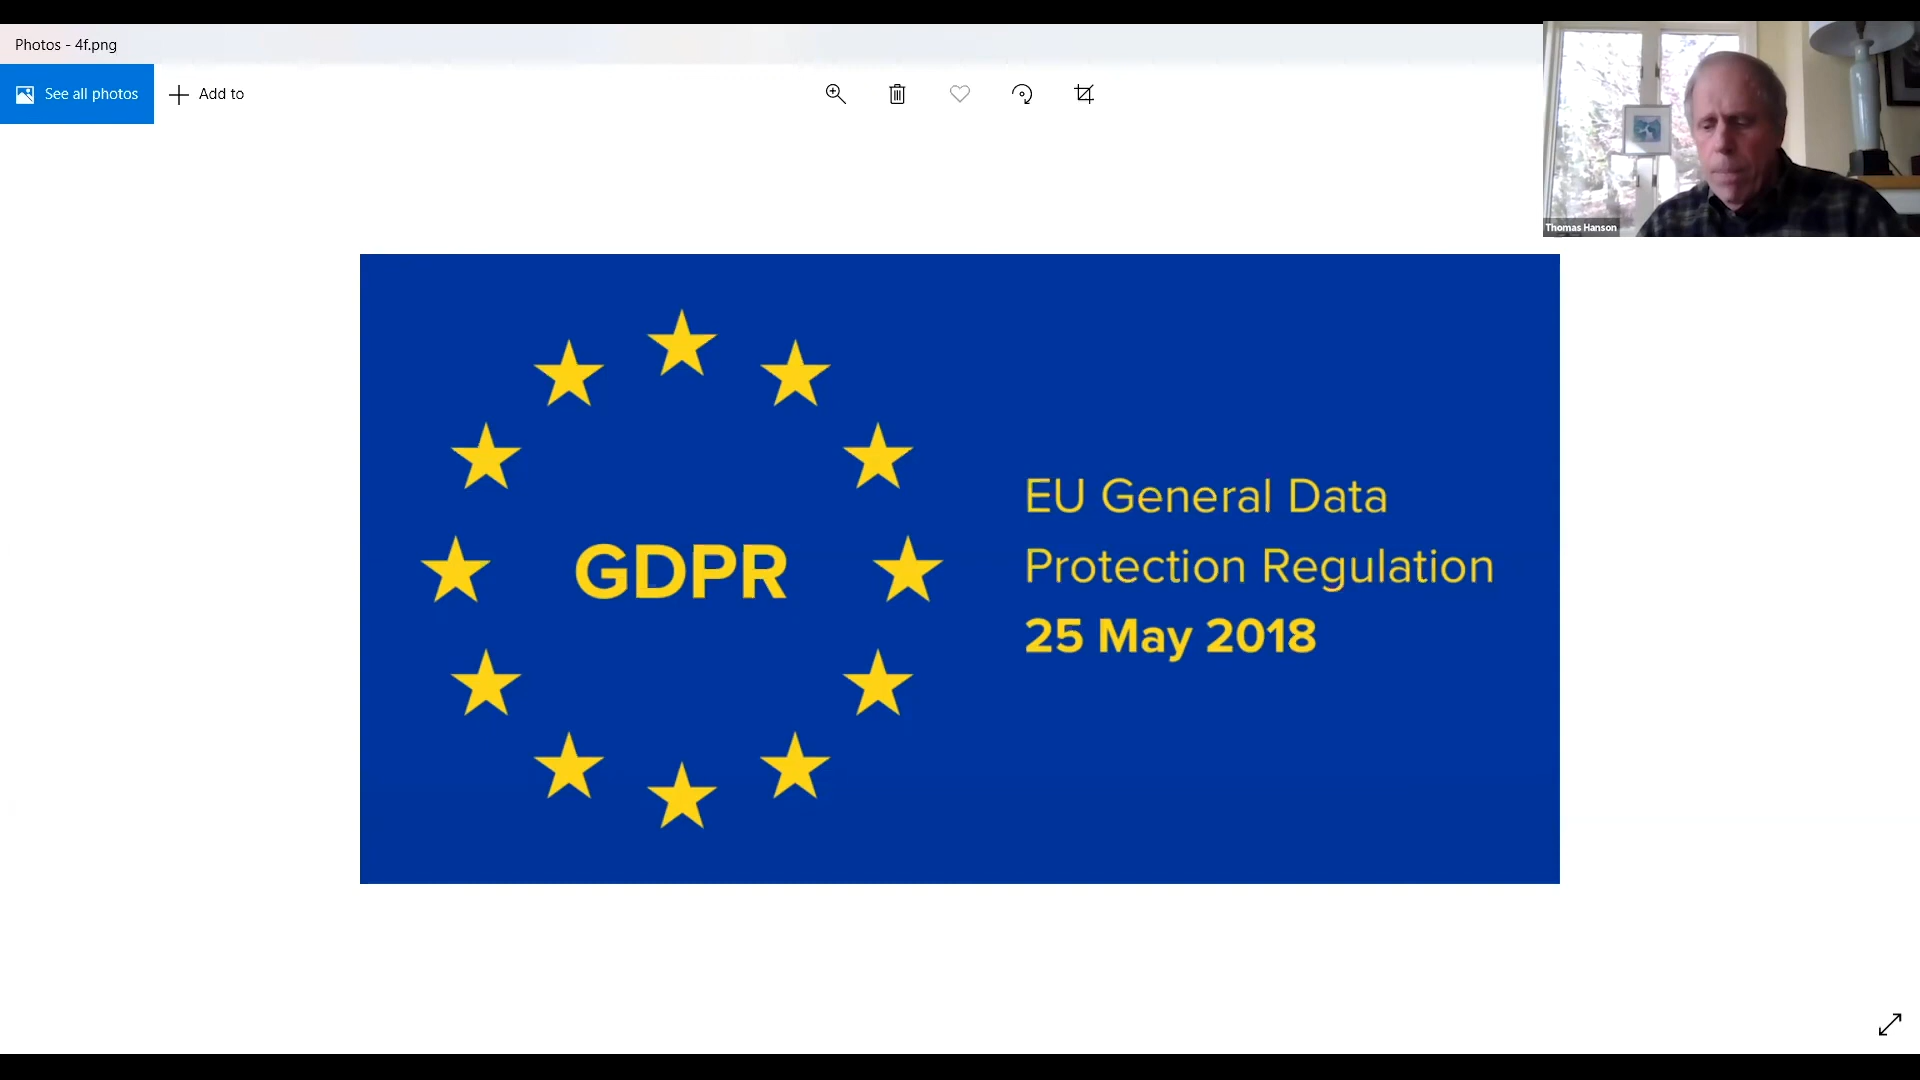 Photos - 4f.png
See all photos
Add to
Thomas Hanson
GDPR
EU General Data
Protection Regulation
25 May 2018